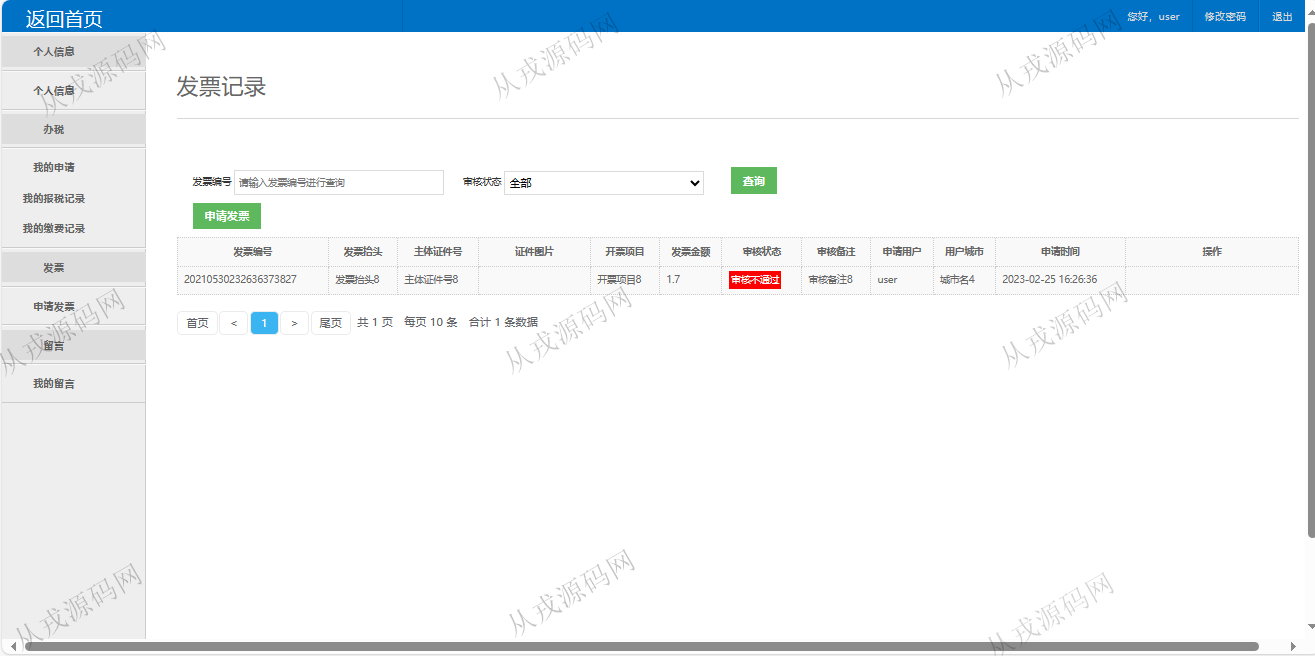 返回首页
您好，user
修改密码
退出
个人信息
个人信息
办税
我的申请
我的报税记录
我的缴费记录
发票
申请发票
留言
我的留言
发票记录
发票编号 请输入发票编号进行查询 审核状态 全部 查询
申请发票
发票编号 发票抬头 主体证件号 证件图片 开票项目 发票金额 审核状态 审核备注 申请用户 用户城市 申请时间 操作
20210530232636373827 发票抬头8 主体证件号8 开票项目8 1.7 审核不通过 审核备注8 user 城市名4 2023-02-25 16:26:36
首页 < 1 > 尾页 共 1 页 每页 10 条 合计 1 条数据
从戎源码网
从戎源码网
从戎源码网
从戎源码网
从戎源码网
从戎源码网
从戎源码网
从戎源码网
从戎源码网